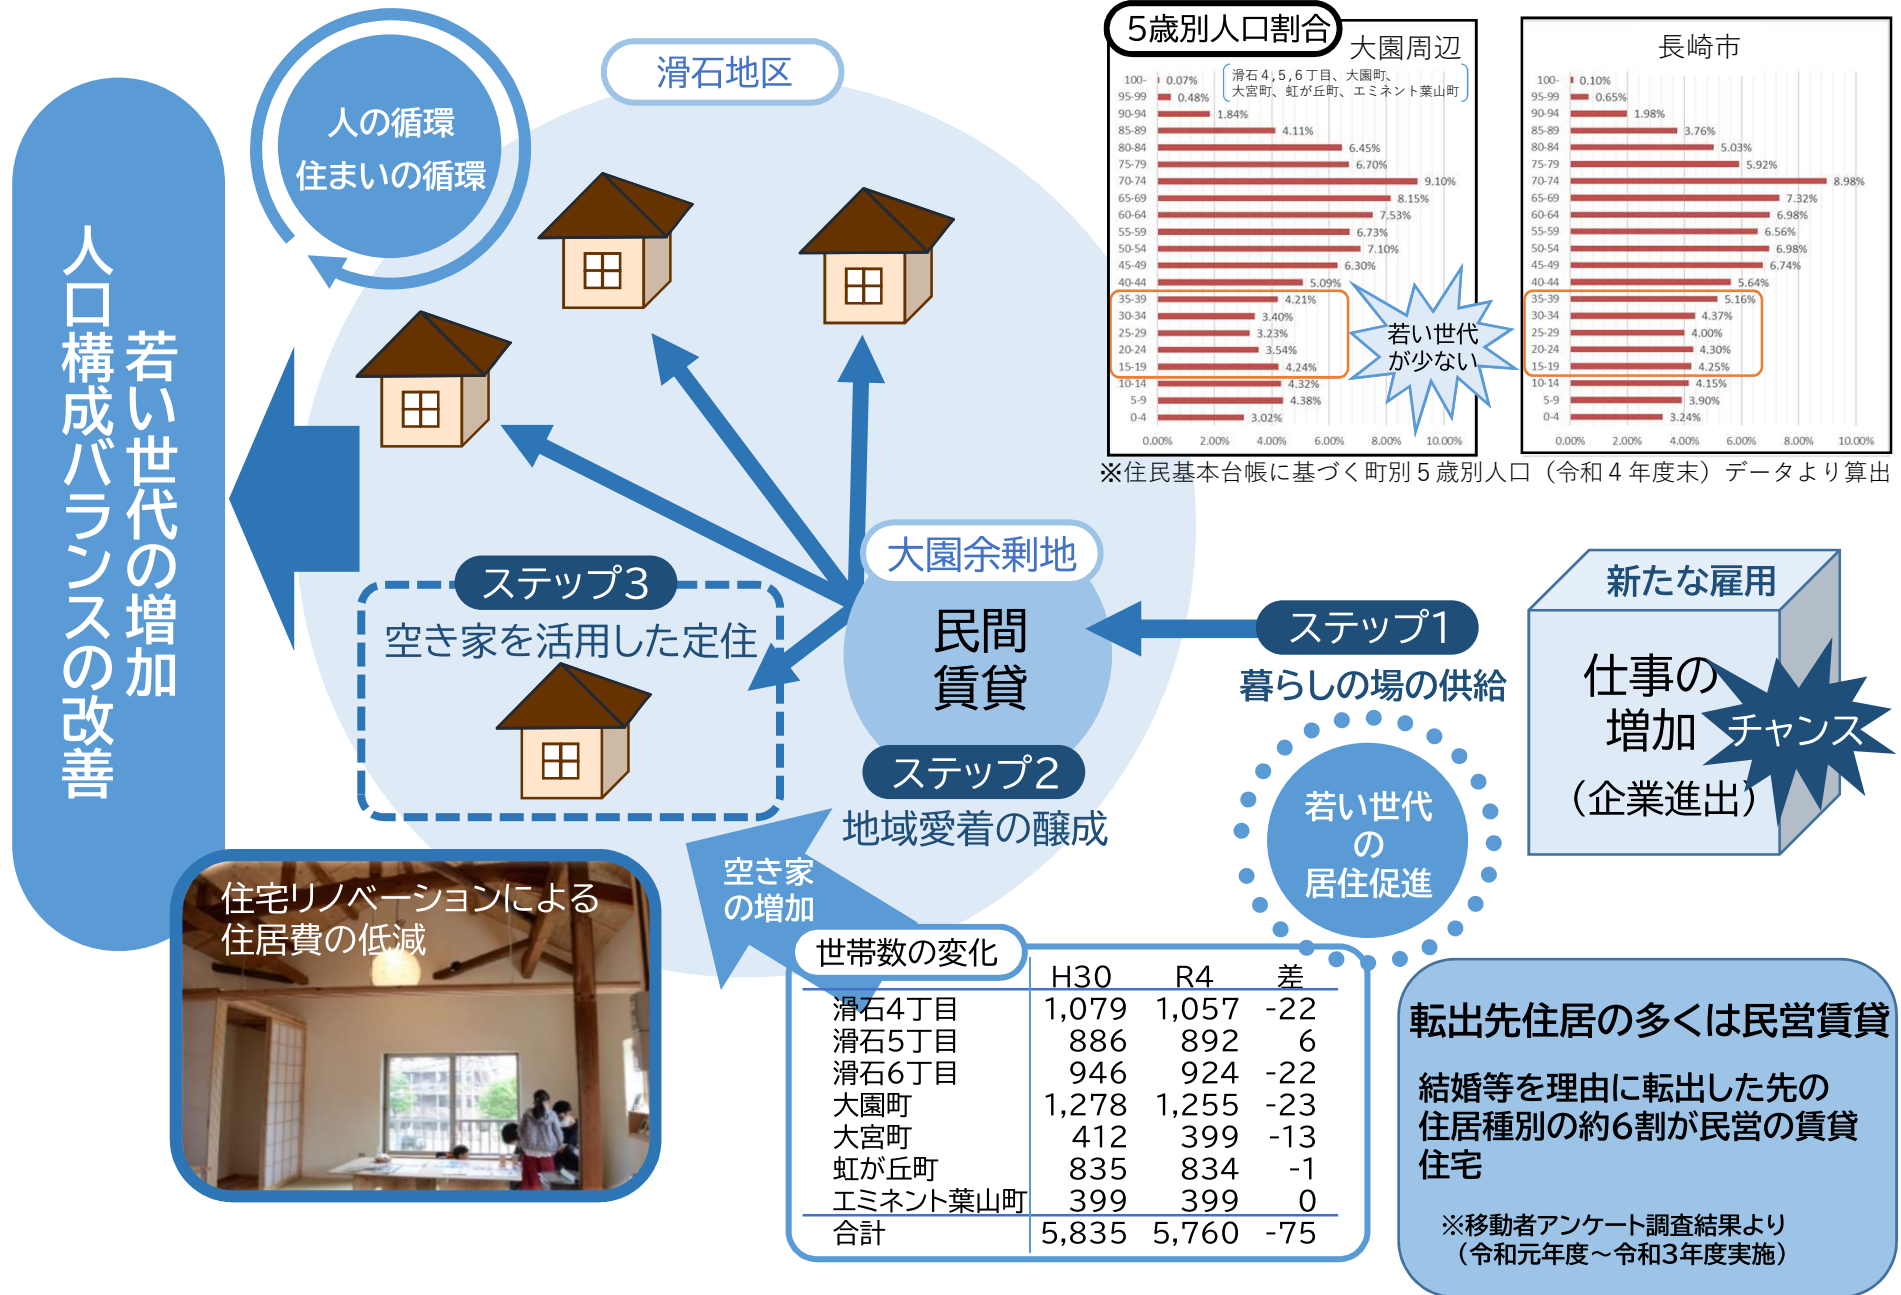 人の循環
住まいの循環
若い世代の増加
人口構成バランスの改善
滑石地区
5歳別人口割合
大園周辺
滑石4,5,6丁目、大園町、
大宮町、虹が丘町、エミネント葉山町
100- 0.07%
95-99 0.48%
90-94 1.84%
85-89 4.11%
80-84 6.45%
75-79 6.70%
70-74 9.10%
65-69 8.15%
60-64 7.53%
55-59 6.73%
50-54 7.10%
45-49 6.30%
40-44 5.09%
35-39 4.21%
30-34 3.40%
25-29 3.23%
20-24 3.54%
15-19 4.24%
10-14 4.32%
5-9 4.38%
0-4 3.02%
0.00% 2.00% 4.00% 6.00% 8.00% 10.00%
若い世代
が少ない
長崎市
100- 0.10%
95-99 0.65%
90-94 1.98%
85-89 3.76%
80-84 5.03%
75-79 5.92%
70-74 8.98%
65-69 7.32%
60-64 6.98%
55-59 6.56%
50-54 6.98%
45-49 6.74%
40-44 5.64%
35-39 5.16%
30-34 4.37%
25-29 4.00%
20-24 4.30%
15-19 4.25%
10-14 4.15%
5-9 3.90%
0-4 3.24%
0.00% 2.00% 4.00% 6.00% 8.00% 10.00%
※住民基本台帳に基づく町別5歳別人口（令和4年度末）データより算出
大園余剰地
民間
賃貸
ステップ1
暮らしの場の供給
ステップ2
地域愛着の醸成
ステップ3
空き家を活用した定住
新たな雇用
仕事の
増加
（企業進出）
チャンス
若い世代
の
居住促進
空き家
の増加
住宅リノベーションによる
住居費の低減
世帯数の変化
H30 R4 差
滑石4丁目 1,079 1,057 -22
滑石5丁目 886 892 6
滑石6丁目 946 924 -22
大園町 1,278 1,255 -23
大宮町 412 399 -13
虹が丘町 835 834 -1
エミネント葉山町 399 399 0
合計 5,835 5,760 -75
転出先住居の多くは民営賃貸
結婚等を理由に転出した先の
住居種別の約6割が民営の賃貸
住宅
※移動者アンケート調査結果より
（令和元年度～令和3年度実施）